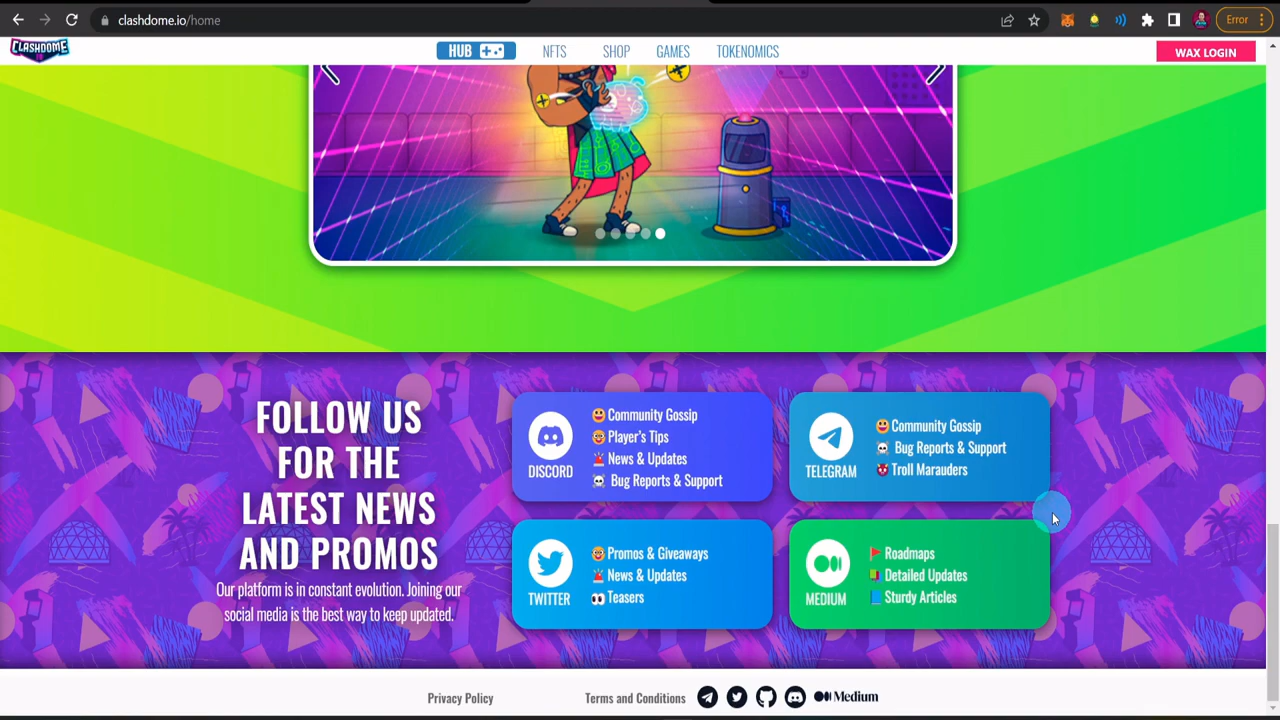 clashdome.io/home
Error
CLASHDOME
HUB
NFTS
SHOP
GAMES
TOKENOMICS
WAX LOGIN
FOLLOW US
FOR THE
LATEST NEWS
AND PROMOS
Our platform is in constant evolution. Joining our
social media is the best way to keep updated.
DISCORD
Community Gossip
Player's Tips
News & Updates
Bug Reports & Support
TELEGRAM
Community Gossip
Bug Reports & Support
Troll Marauders
TWITTER
Promos & Giveaways
News & Updates
Teasers
MEDIUM
Roadmaps
Detailed Updates
Sturdy Articles
Privacy Policy
Terms and Conditions
Medium